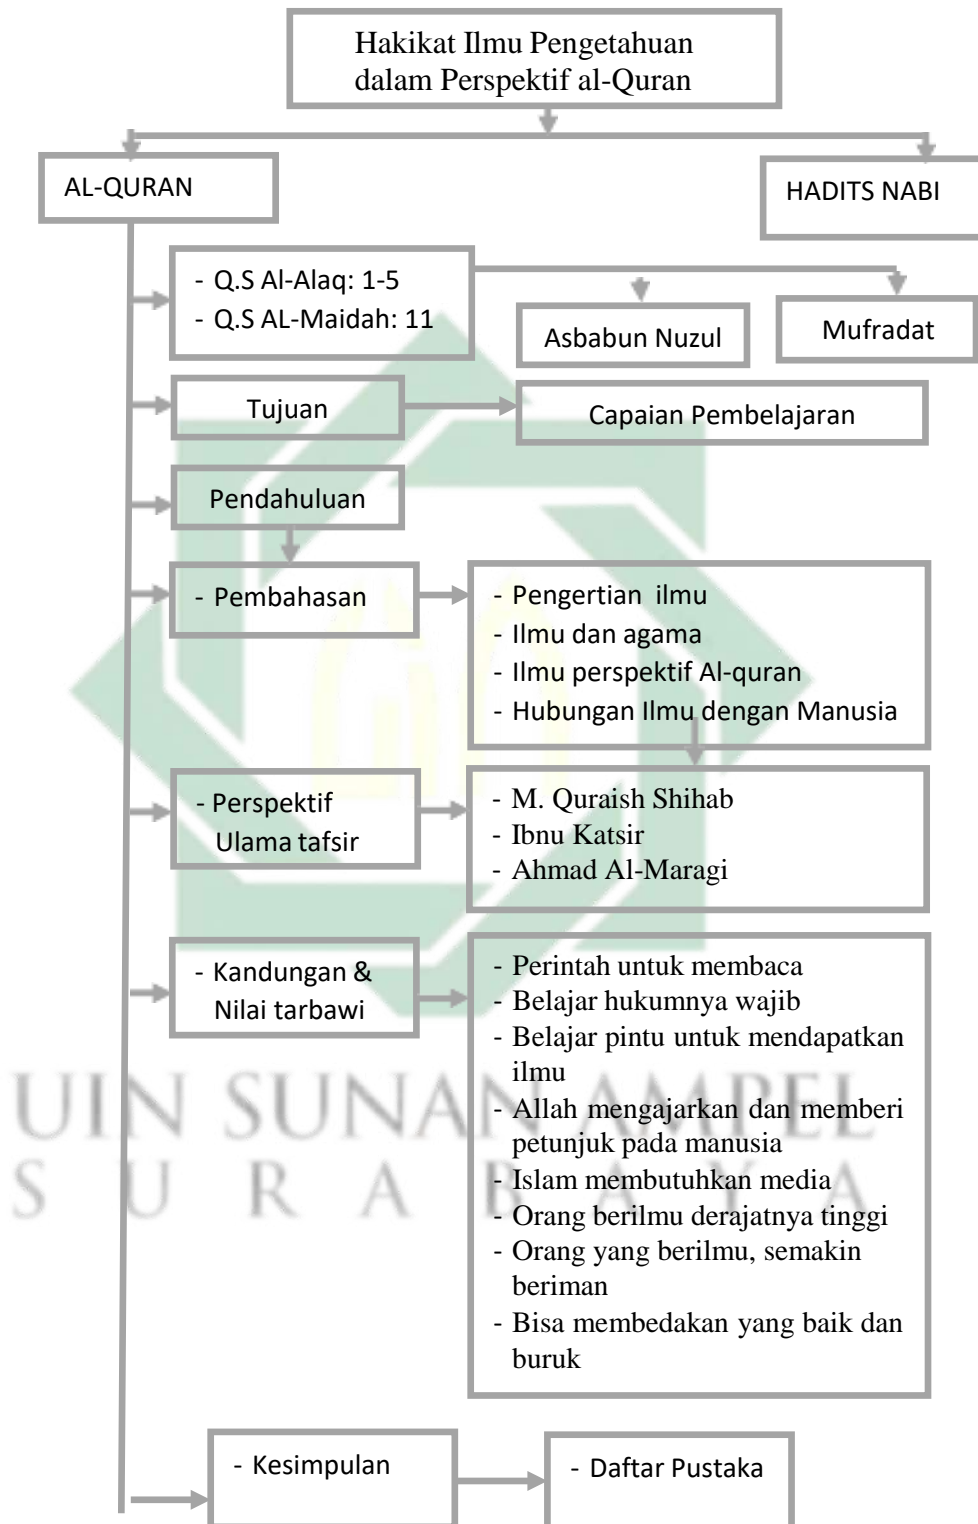 Hakikat Ilmu Pengetahuan
dalam Perspektif al-Quran
AL-QURAN
HADITS NABI
- Q.S Al-Alaq: 1-5
- Q.S AL-Maidah: 11
Asbabun Nuzul
Mufradat
Tujuan
Capaian Pembelajaran
Pendahuluan
- Pembahasan
- Pengertian ilmu
- Ilmu dan agama
- Ilmu perspektif Al-quran
- Hubungan Ilmu dengan Manusia
- Perspektif
Ulama tafsir
- M. Quraish Shihab
- Ibnu Katsir
- Ahmad Al-Maragi
- Kandungan &
Nilai tarbawi
- Perintah untuk membaca
- Belajar hukumnya wajib
- Belajar pintu untuk mendapatkan
ilmu
- Allah mengajarkan dan memberi
petunjuk pada manusia
- Islam membutuhkan media
- Orang berilmu derajatnya tinggi
- Orang yang berilmu, semakin
beriman
- Bisa membedakan yang baik dan
buruk
UIN SUNAN AMPEL
SURABAYA
- Kesimpulan
- Daftar Pustaka